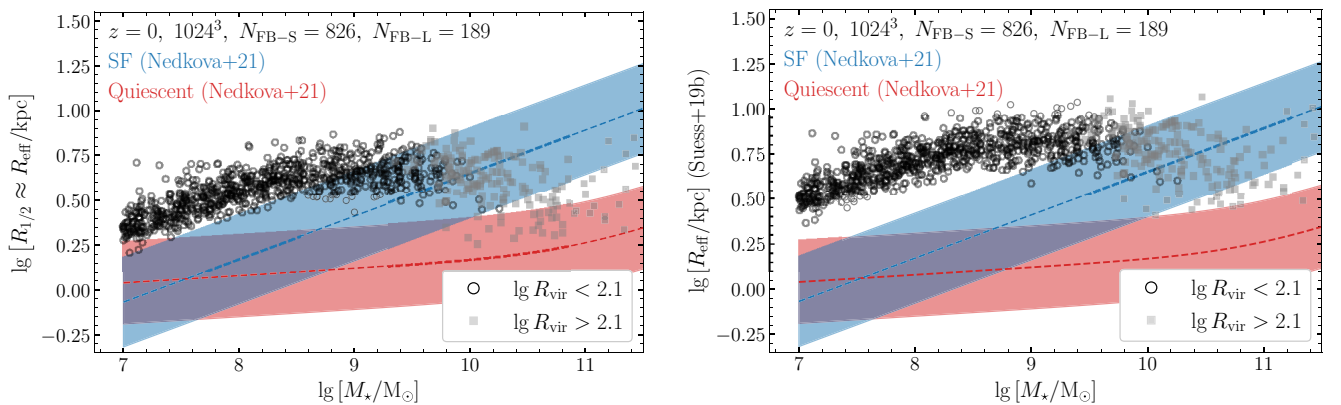 z = 0, 1024³, N_FB−S = 826, N_FB−L = 189
SF (Nedkova+21)
Quiescent (Nedkova+21)
lg [R_1/2 ≈ R_eff/kpc]
1.50
1.25
1.00
0.75
0.50
0.25
0.00
−0.25
lg R_vir < 2.1
lg R_vir > 2.1
7 8 9 10 11
lg [M⋆/M⊙]
z = 0, 1024³, N_FB−S = 826, N_FB−L = 189
SF (Nedkova+21)
Quiescent (Nedkova+21)
lg [R_eff/kpc] (Suess+19b)
1.50
1.25
1.00
0.75
0.50
0.25
0.00
−0.25
lg R_vir < 2.1
lg R_vir > 2.1
7 8 9 10 11
lg [M⋆/M⊙]